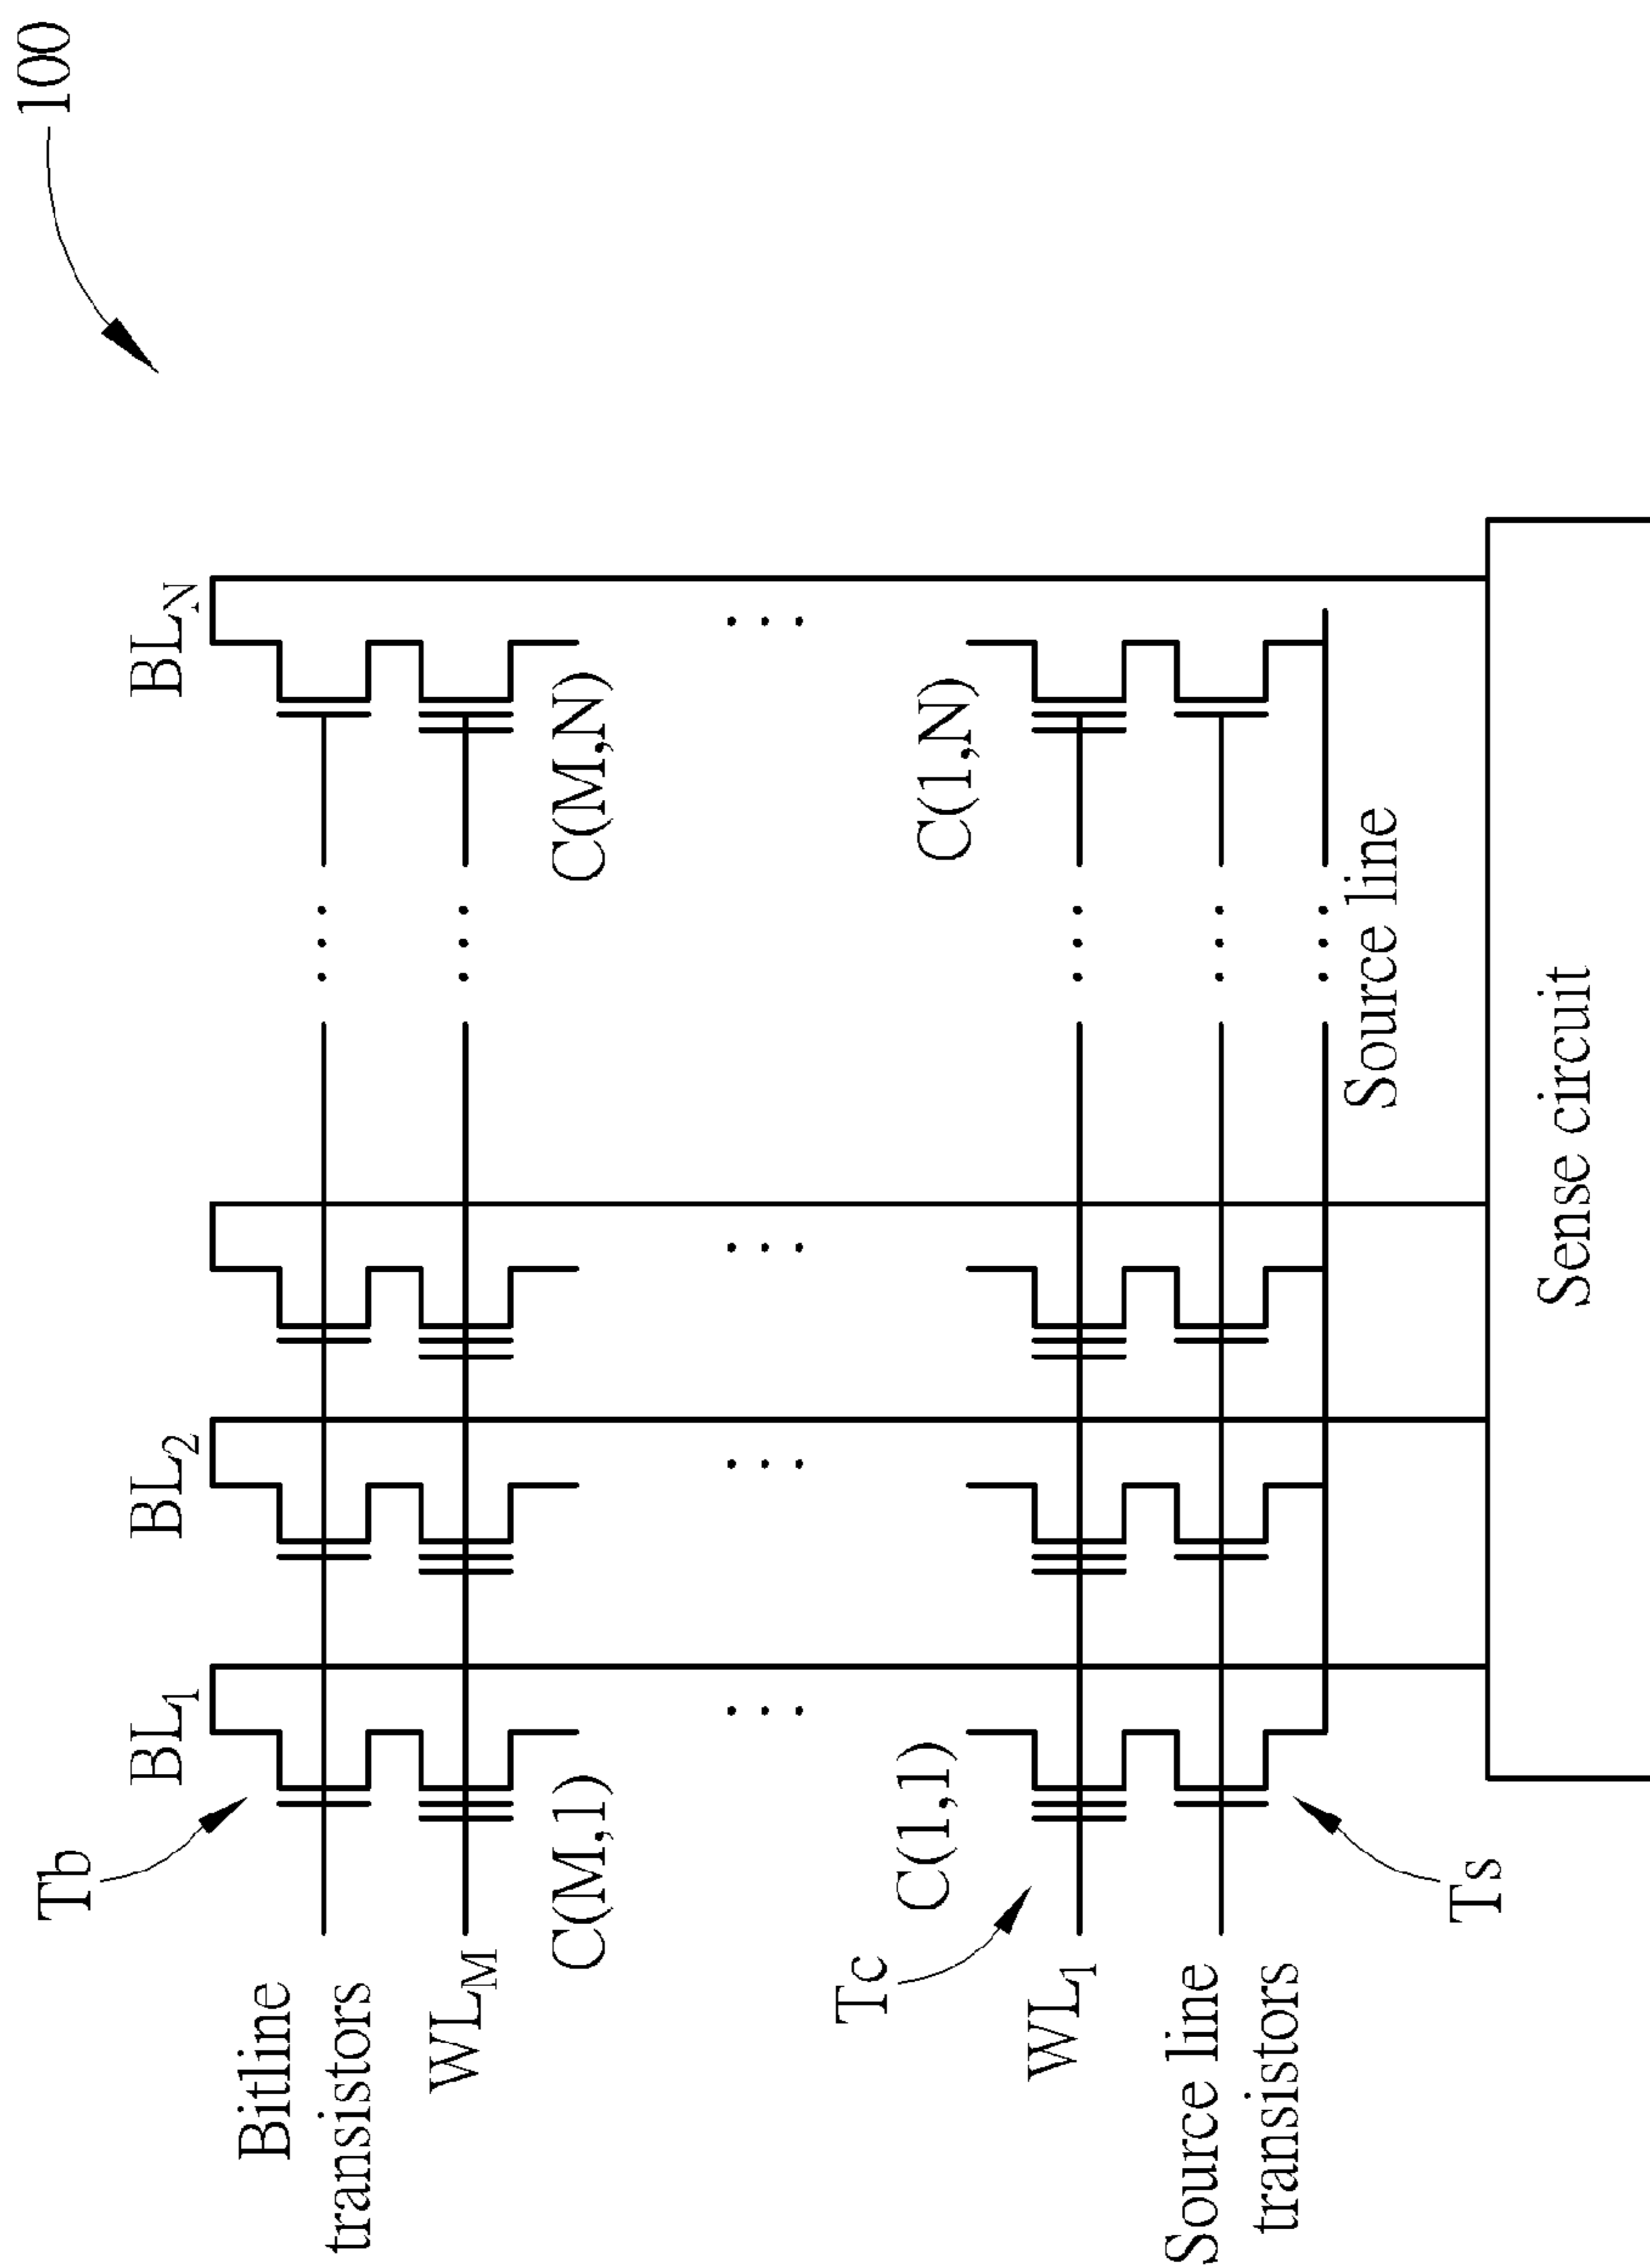 100
BL1
BL2
BLN
Tb
Bitline
transistors
WLM
C(M,1)
C(M,N)
Tc
C(1,1)
C(1,N)
WL1
Source line
transistors
Ts
Source line
Sense circuit